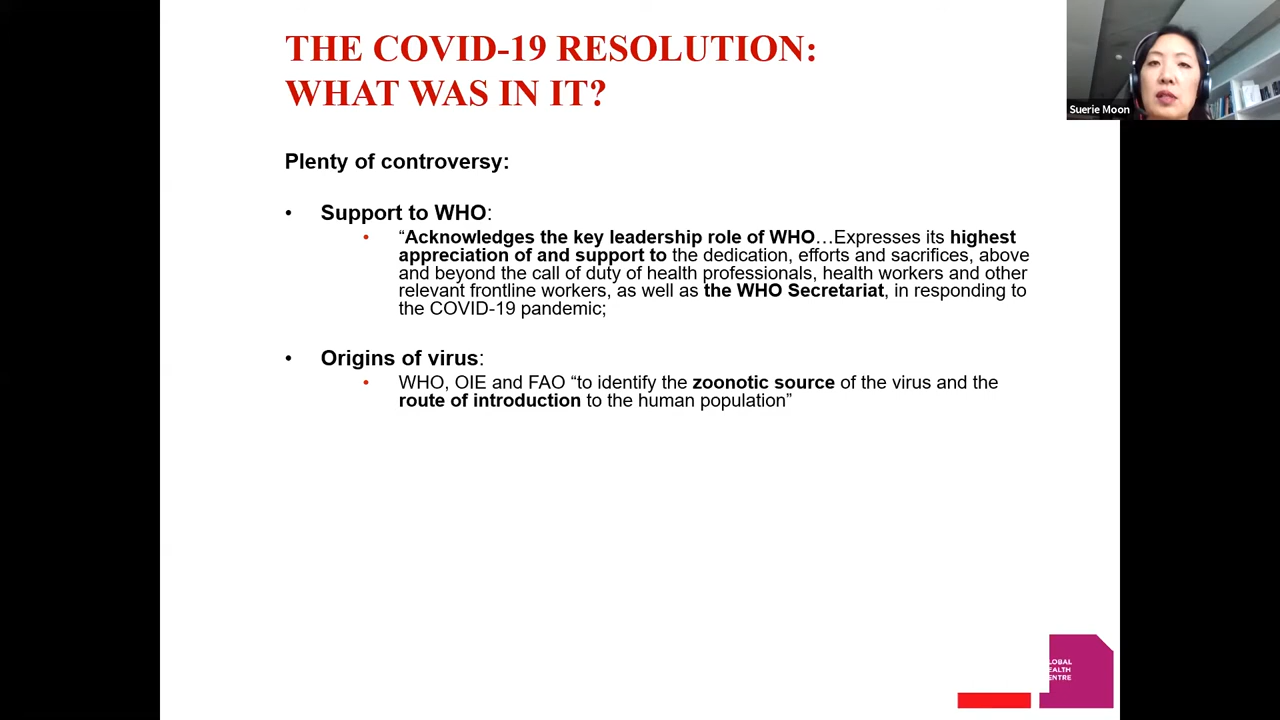 THE COVID-19 RESOLUTION:
WHAT WAS IN IT?
Suerie Moon
Plenty of controversy:
• Support to WHO:
• “Acknowledges the key leadership role of WHO…Expresses its highest
appreciation of and support to the dedication, efforts and sacrifices, above
and beyond the call of duty of health professionals, health workers and other
relevant frontline workers, as well as the WHO Secretariat, in responding to
the COVID-19 pandemic;
• Origins of virus:
• WHO, OIE and FAO “to identify the zoonotic source of the virus and the
route of introduction to the human population”
LOBAL
EALTH
ENTRE